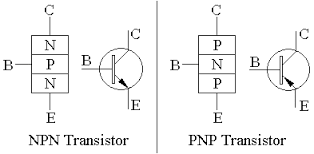 C C C C
N P
B P B B N B
N P
E E E E
NPN Transistor PNP Transistor